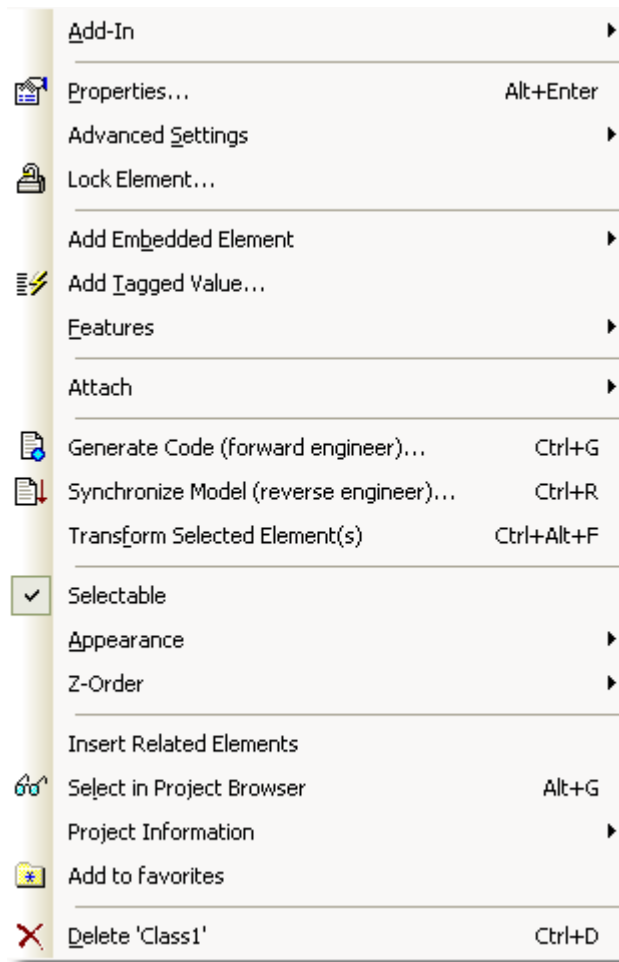 Add-In
Properties... Alt+Enter
Advanced Settings
Lock Element...
Add Embedded Element
Add Tagged Value...
Features
Attach
Generate Code (forward engineer)... Ctrl+G
Synchronize Model (reverse engineer)... Ctrl+R
Transform Selected Element(s) Ctrl+Alt+F
Selectable
Appearance
Z-Order
Insert Related Elements
Select in Project Browser Alt+G
Project Information
Add to favorites
Delete 'Class1' Ctrl+D